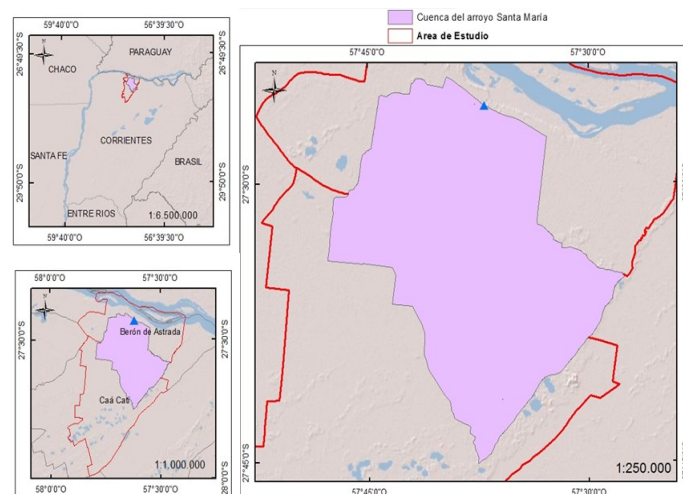 Cuenca del arroyo Santa María
Area de Estudio
59°40'0"O 56°39'30"O
26°49'30"S
26°49'30"S
PARAGUAY
CHACO
CORRIENTES
SANTA FE
BRASIL
29°50'0"S
29°50'0"S
ENTRE RIOS
1:6.500.000
59°40'0"O 56°39'30"O
58°0'0"O 57°30'0"O
27°30'0"S
27°30'0"S
Berón de Astrada
Caá Catí
1:1.000.000
28°0'0"S
58°0'0"O 57°30'0"O
57°45'0"O 57°30'0"O
27°30'0"S
27°45'0"S
1:250.000
57°45'0"O 57°30'0"O